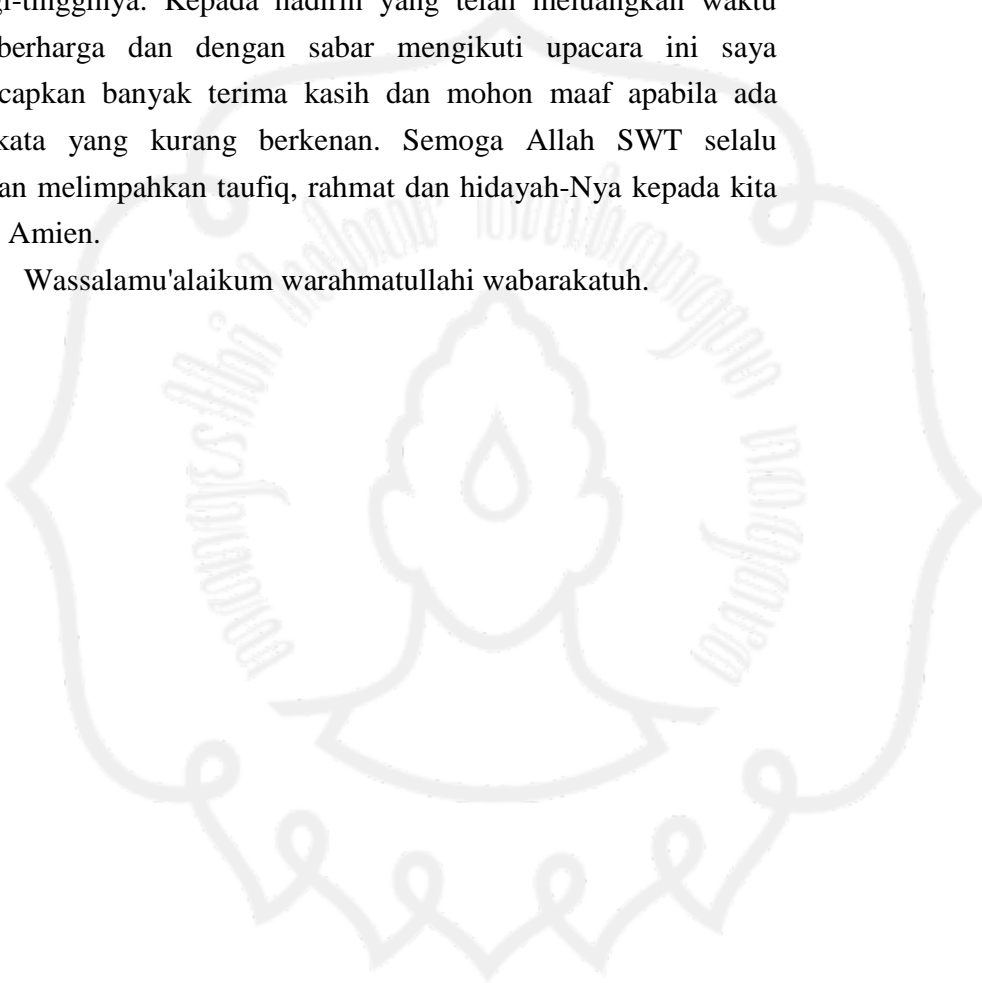 gi-tingginya. Kepada hadirin yang telah meluangkan waktu
berharga dan dengan sabar mengikuti upacara ini saya
capkan banyak terima kasih dan mohon maaf apabila ada
kata yang kurang berkenan. Semoga Allah SWT selalu
an melimpahkan taufiq, rahmat dan hidayah-Nya kepada kita
Amien.
Wassalamu'alaikum warahmatullahi wabarakatuh.